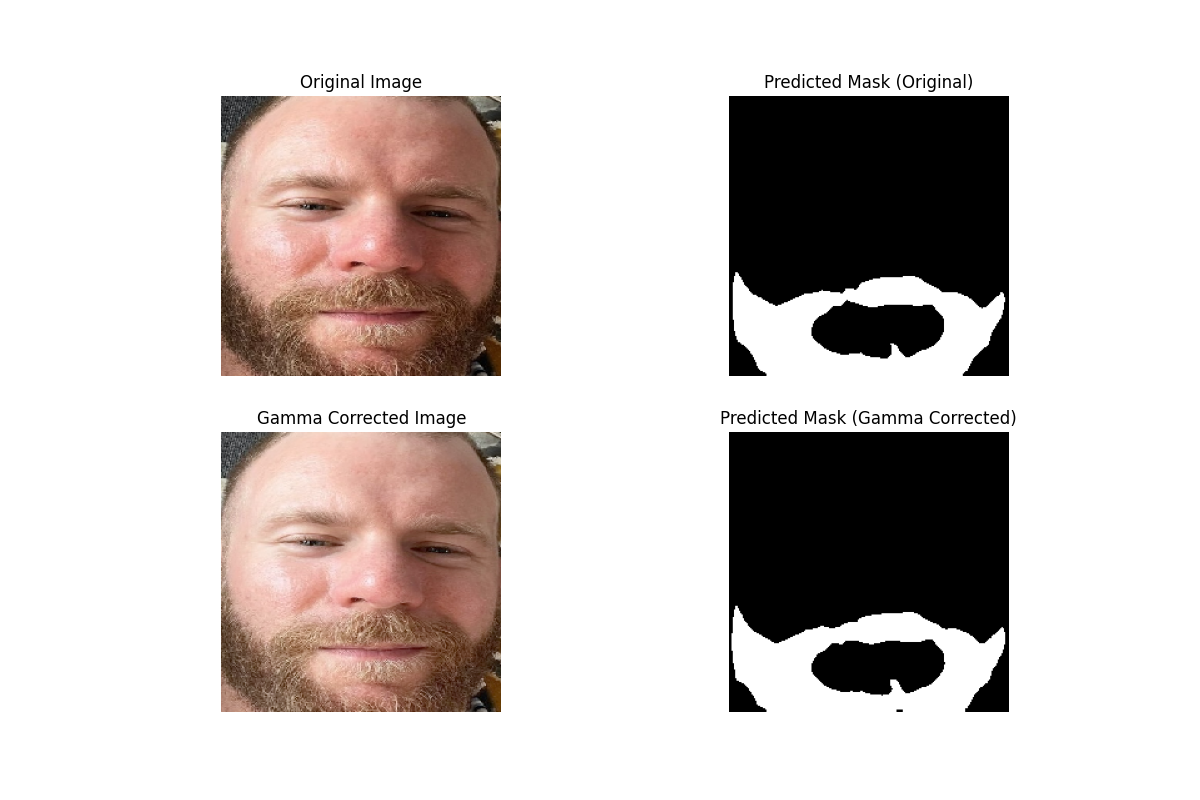 Original Image
Predicted Mask (Original)
Gamma Corrected Image
Predicted Mask (Gamma Corrected)